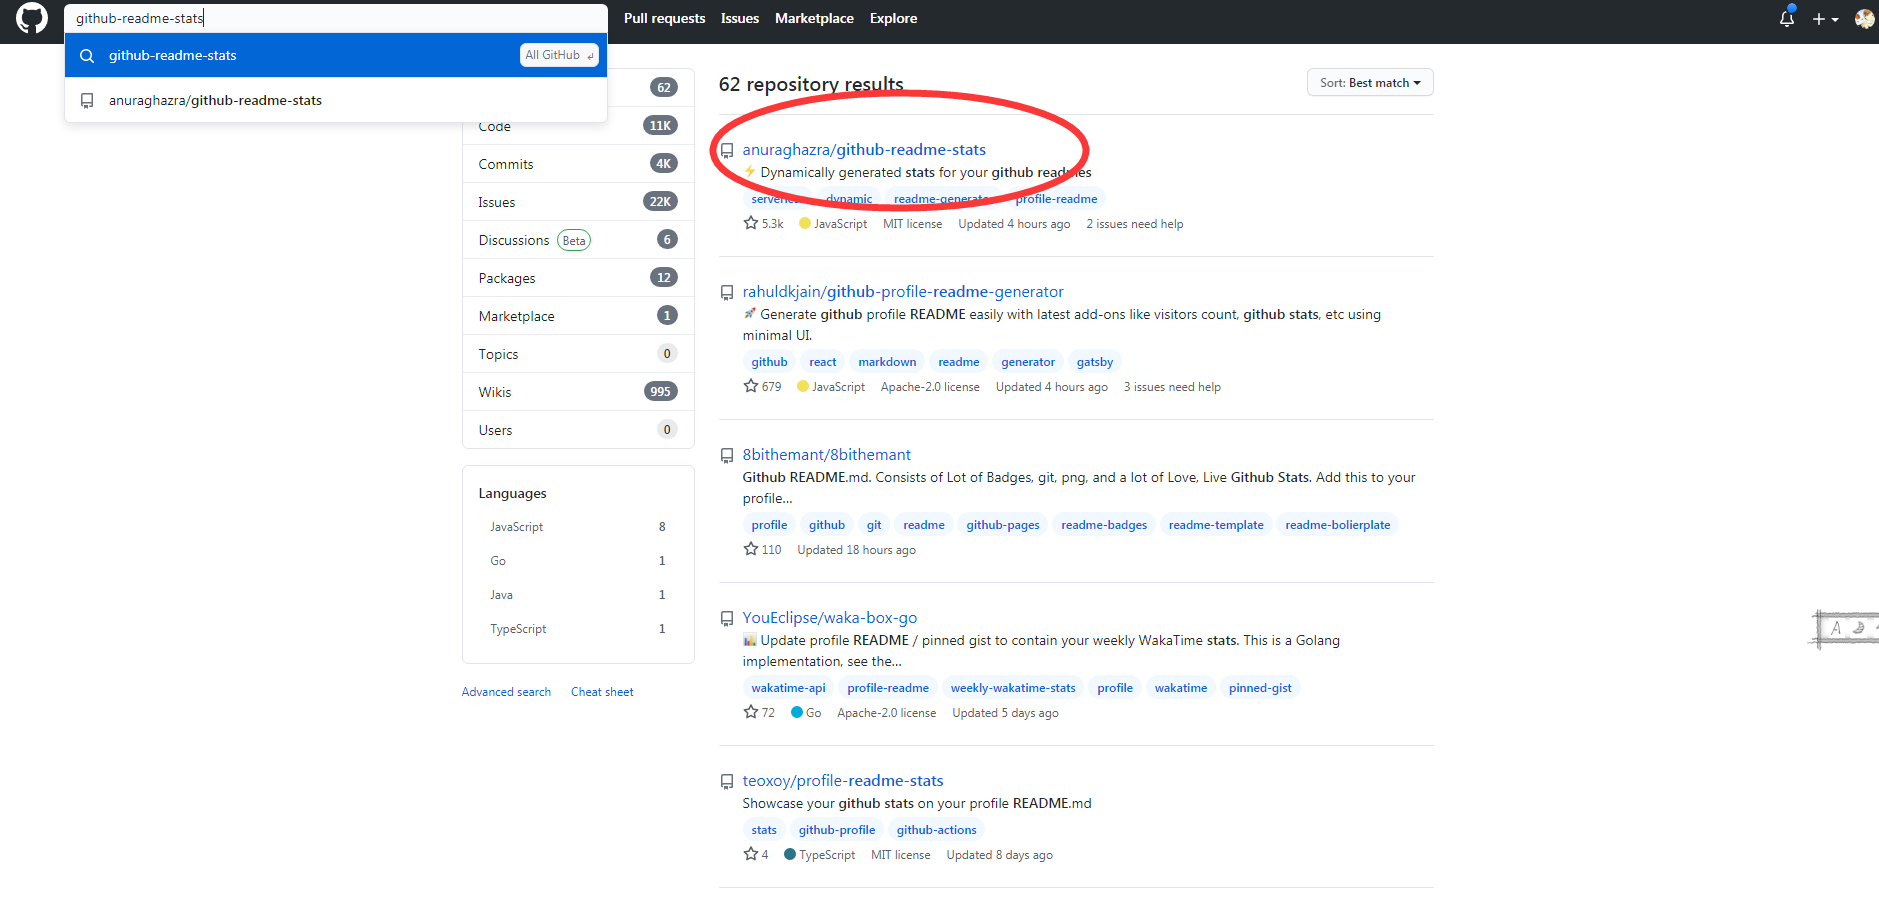 github-readme-stats
Pull requests Issues Marketplace Explore
github-readme-stats All GitHub
anuraghazra/github-readme-stats
62
Code 11K
Commits 4K
Issues 22K
Discussions Beta 6
Packages 12
Marketplace 1
Topics 0
Wikis 995
Users 0
Languages
JavaScript 8
Go 1
Java 1
TypeScript 1
Advanced search Cheat sheet
62 repository results
Sort: Best match
anuraghazra/github-readme-stats
⚡ Dynamically generated stats for your github readmes
dynamic profile-readme
5.3k JavaScript MIT license Updated 4 hours ago 2 issues need help
rahuldkjain/github-profile-readme-generator
🚀 Generate github profile README easily with latest add-ons like visitors count, github stats, etc using
minimal UI.
github react markdown readme generator gatsby
679 JavaScript Apache-2.0 license Updated 4 hours ago 3 issues need help
8bithemant/8bithemant
Github README.md. Consists of Lot of Badges, git, png, and a lot of Love, Live Github Stats. Add this to your
profile...
profile github git readme github-pages readme-badges readme-template readme-bolierplate
110 Updated 18 hours ago
YouEclipse/waka-box-go
📊 Update profile README / pinned gist to contain your weekly WakaTime stats. This is a Golang
implementation, see the...
wakatime-api profile-readme weekly-wakatime-stats profile wakatime pinned-gist
72 Go Apache-2.0 license Updated 5 days ago
teoxoy/profile-readme-stats
Showcase your github stats on your profile README.md
stats github-profile github-actions
4 TypeScript MIT license Updated 8 days ago
A